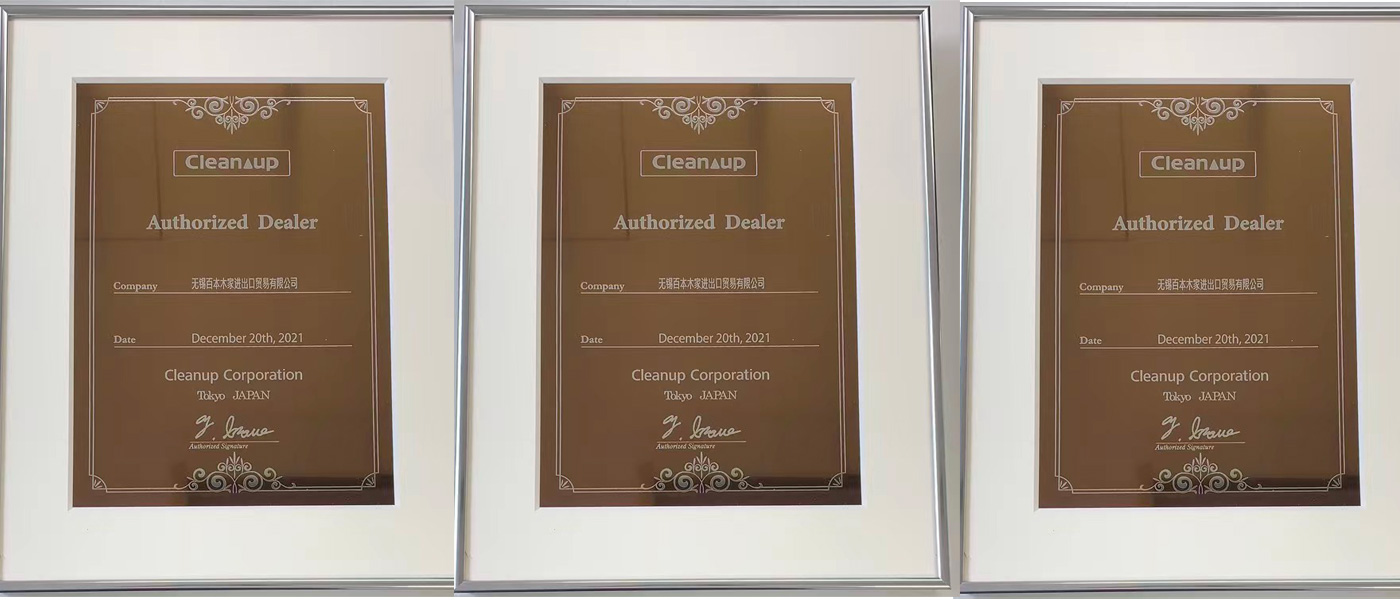 Cleanup
Authorized Dealer
Company 无锡百本木家进出口贸易有限公司
Date December 20th, 2021
Cleanup Corporation
Tokyo JAPAN
Authorized Signature
Cleanup
Authorized Dealer
Company 无锡百本木家进出口贸易有限公司
Date December 20th, 2021
Cleanup Corporation
Tokyo JAPAN
Authorized Signature
Cleanup
Authorized Dealer
Company 无锡百本木家进出口贸易有限公司
Date December 20th, 2021
Cleanup Corporation
Tokyo JAPAN
Authorized Signature